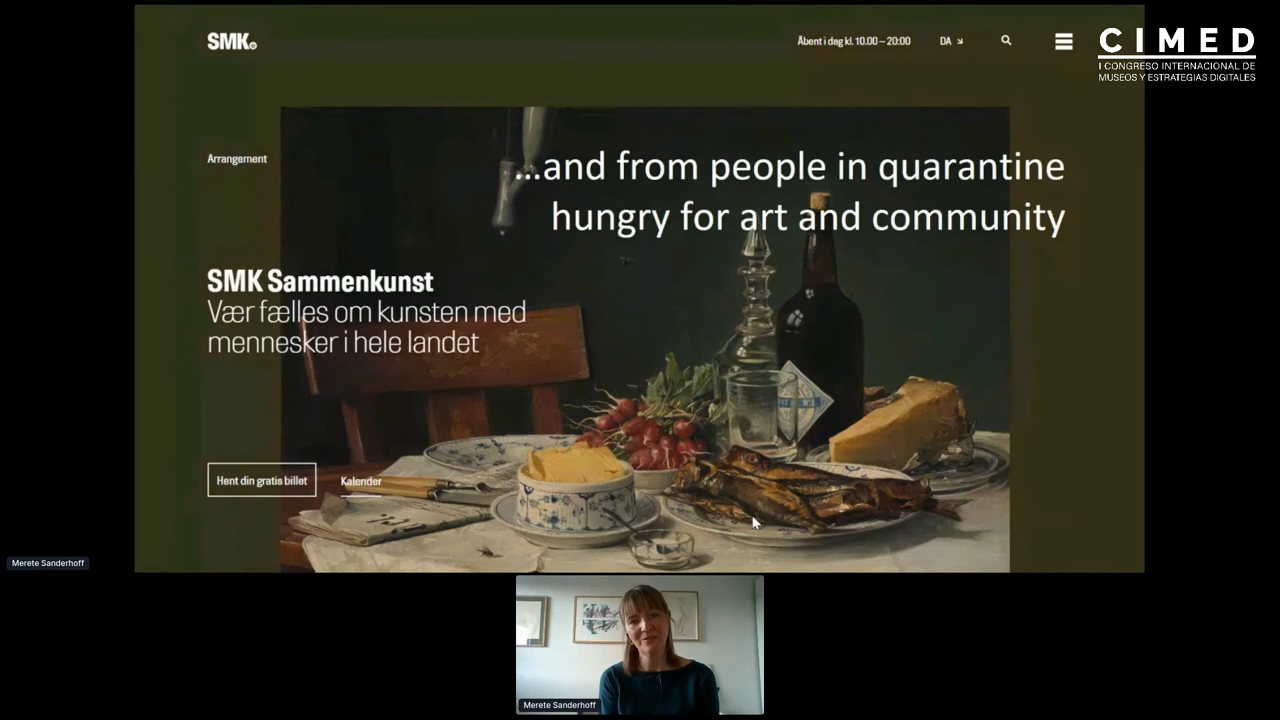 SMK
Åbent i dag kl. 10.00 – 20:00
DA
CIMED
I CONGRESO INTERNACIONAL DE
MUSEOS Y ESTRATEGIAS DIGITALES
Arrangement
...and from people in quarantine
hungry for art and community
SMK Sammenkunst
Vær fælles om kunsten med
mennesker i hele landet
Hent din gratis billet
Kalender
Merete Sanderhoff
Merete Sanderhoff